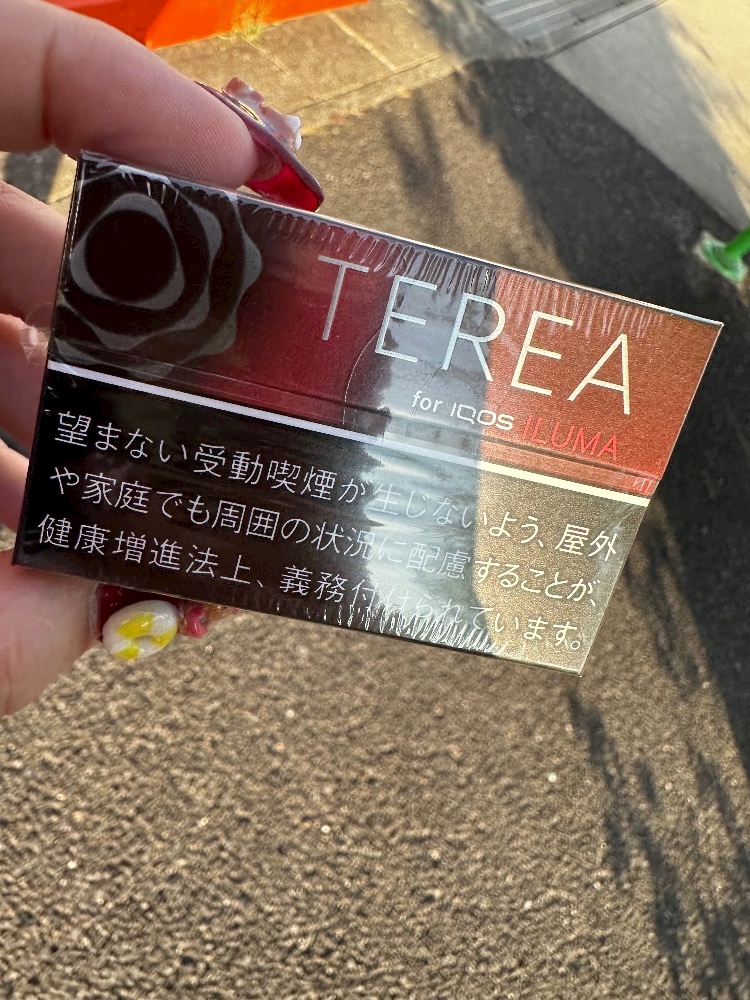 TEREA
for IQOS ILUMA
望まない受動喫煙が生じないよう、屋外
や家庭でも周囲の状況に配慮することが、
健康増進法上、義務付けられています。